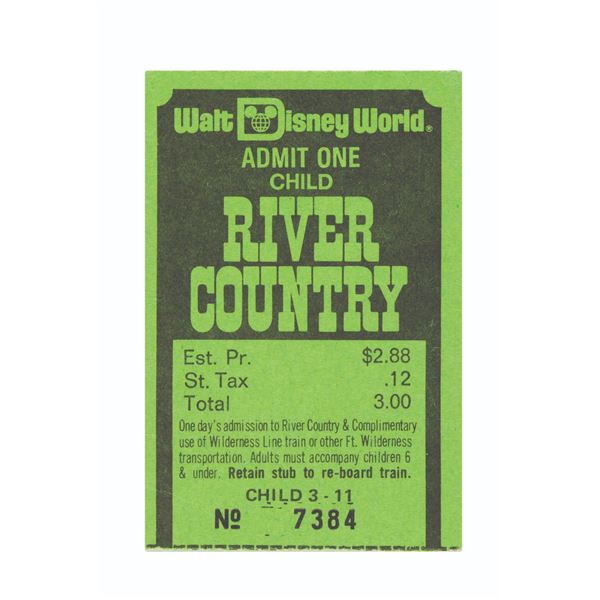 Walt Disney World®
ADMIT ONE
CHILD
RIVER
COUNTRY
Est. Pr. $2.88
St. Tax .12
Total 3.00
One day's admission to River Country & Complimentary
use of Wilderness Line train or other Ft. Wilderness
transportation. Adults must accompany children 6
& under. Retain stub to re-board train.
CHILD 3 - 11
Nº 7384